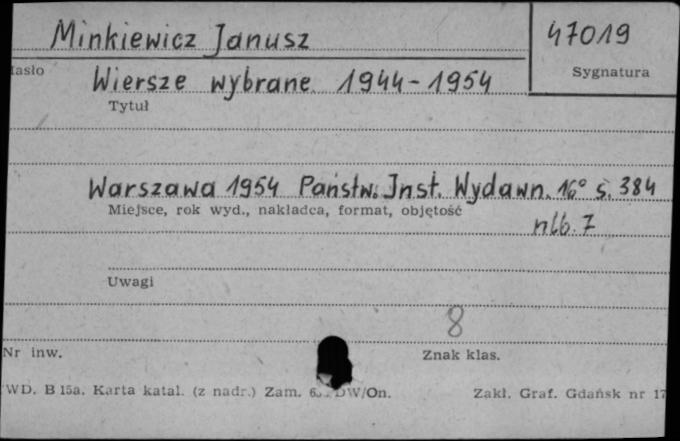 Minkiewicz Janusz 47019
Hasło Sygnatura
Wiersze wybrane 1944-1954
Tytuł
Warszawa 1954 Państw. Inst. Wydawn. 16° s. 384
Miejsce, rok wyd., nakładca, format, objętość
nlb. 7
Uwagi
8
Nr inw. Znak klas.
WD. B 15a. Karta katal. (z nadr.) Zam. DW/On. Zakł. Graf. Gdańsk nr 17